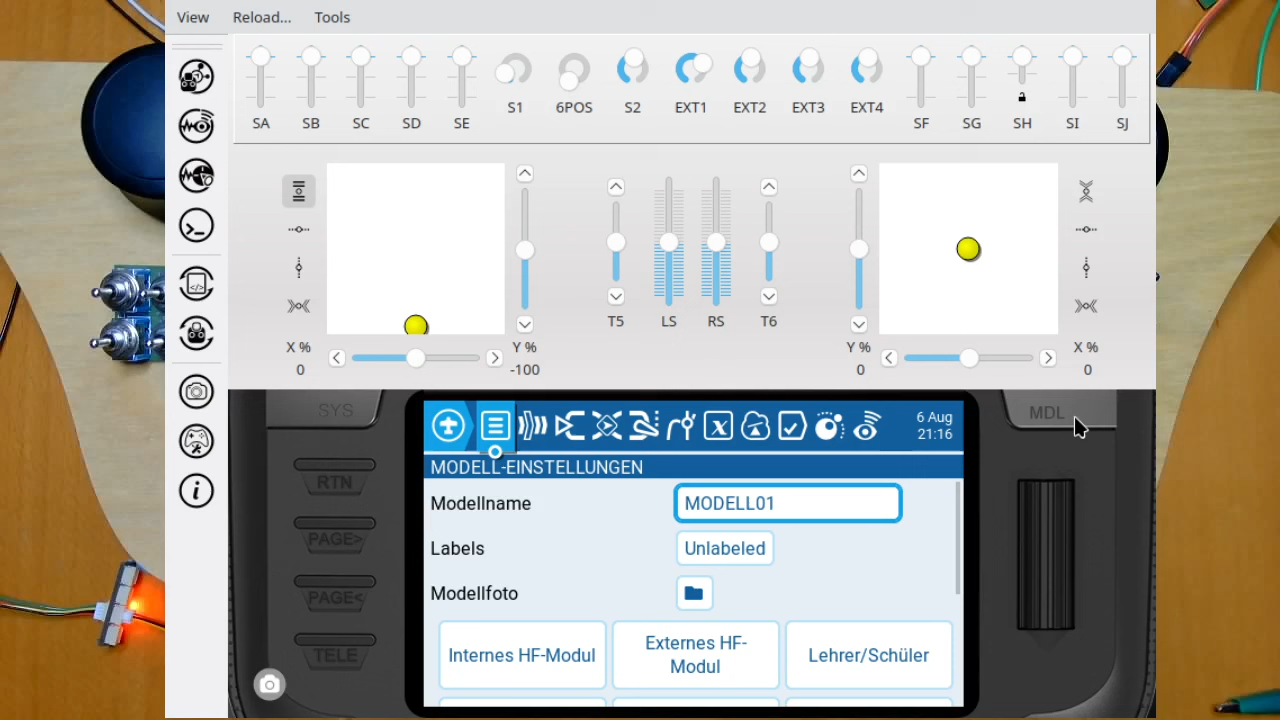 View Reload... Tools
SA SB SC SD SE S1 6POS S2 EXT1 EXT2 EXT3 EXT4 SF SG SH SI SJ
T5 LS RS T6
X % Y % Y % X %
0 -100 0 0
SYS MDL
RTN
PAGE>
PAGE<
TELE
6 Aug
21:16
MODELL-EINSTELLUNGEN
Modellname MODELL01
Labels Unlabeled
Modellfoto
Internes HF-Modul
Externes HF-
Modul
Lehrer/Schüler